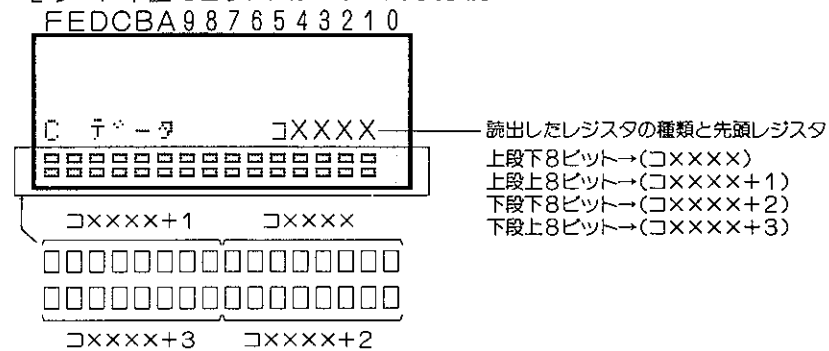 FEDCBA9876543210
C データ コXXXX
読出したレジスタの種類と先頭レジスタ
上段下8ビット→(コ××××)
上段上8ビット→(コ××××+1)
下段下8ビット→(コ××××+2)
下段上8ビット→(コ××××+3)
コ××××+1 コ××××
コ××××+3 コ××××+2